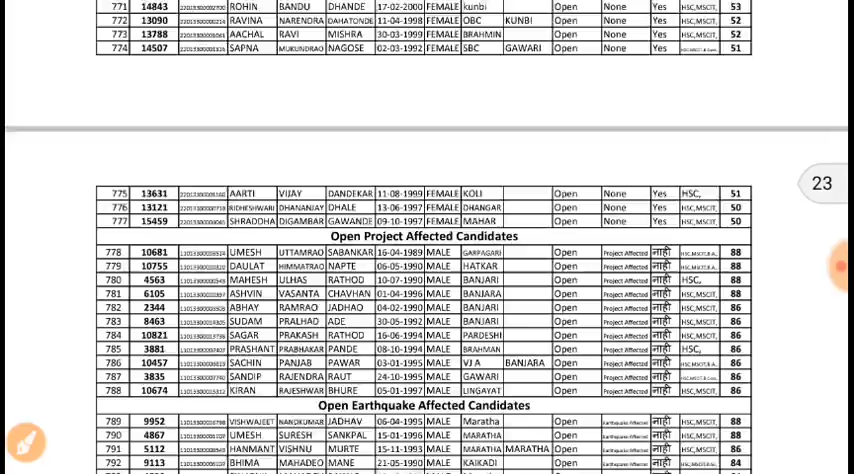 771 14843 ROHIN BANDU DHANDE 17-02-2000 FEMALE kunbi Open None Yes HSC,MSCIT, 53
772 13090 RAVINA NARENDRA DAHATONDE 11-04-1998 FEMALE OBC KUNBI Open None Yes HSC,MSCIT, 52
773 13788 AACHAL RAVI MISHRA 30-03-1999 FEMALE BRAHMIN Open None Yes HSC,MSCIT, 52
774 14507 SAPNA MUKUNDRAO NAGOSE 02-03-1992 FEMALE SBC GAWARI Open None Yes 51
23
775 13631 AARTI VIJAY DANDEKAR 11-08-1999 FEMALE KOLI Open None Yes HSC, 51
776 13121 RIDHESHWARI DHANANJAY DHALE 13-06-1997 FEMALE DHANGAR Open None Yes HSC,MSCIT, 50
777 15459 SHRADDHA DIGAMBAR GAWANDE 09-10-1997 FEMALE MAHAR Open None Yes HSC,MSCIT, 50
Open Project Affected Candidates
778 10681 UMESH UTTAMRAO SABANKAR 16-04-1989 MALE GARPAGARI Open Project Affected नाही HSC,MSCIT,B.A., 88
779 10755 DAULAT HIMMATRAO NAPTE 06-05-1990 MALE HATKAR Open Project Affected नाही HSC,MSCIT,B.A., 88
780 4563 MAHESH ULHAS RATHOD 10-07-1990 MALE BANJARI Open Project Affected नाही HSC, 88
781 6105 ASHVIN VASANTA CHAVHAN 01-04-1996 MALE BANJARA Open Project Affected नाही HSC,MSCIT, 88
782 2344 ABHAY RAMRAO JADHAO 04-02-1990 MALE BANJARI Open Project Affected नाही HSC,MSCIT, 86
783 8463 SUDAM PRALHAD ADE 30-05-1992 MALE BANJARI Open Project Affected नाही HSC,MSCIT, 86
784 10821 SAGAR PRAKASH RATHOD 16-06-1994 MALE PARDESHI Open Project Affected नाही HSC,MSCIT, 86
785 3881 PRASHANT PRABHAKAR PANDE 08-10-1994 MALE BRAHMAN Open Project Affected नाही HSC, 86
786 10457 SACHIN PANJAB PAWAR 03-01-1995 MALE VJ A BANJARA Open Project Affected नाही HSC,MSCIT,B.A., 86
787 3835 SANDIP RAJENDRA RAUT 24-10-1995 MALE GAWARI Open Project Affected नाही 86
788 10674 KIRAN RAJESHWAR BHURE 05-01-1997 MALE LINGAYAT Open Project Affected नाही HSC,MSCIT, 86
Open Earthquake Affected Candidates
789 9952 VISHWAJEET NANDKUMAR JADHAV 06-04-1995 MALE Maratha Open Earthquake Affected नाही HSC,MSCIT, 88
790 4867 UMESH SURESH SANKPAL 15-01-1996 MALE MARATHA Open Earthquake Affected नाही HSC,MSCIT, 88
791 5112 HANMANT VISHNU MURTE 15-11-1993 MALE MARATHA MARATHA Open Earthquake Affected नाही HSC,MSCIT, 86
792 9113 BHIMA MAHADEO MANE 21-05-1990 MALE KAIKADI Open Earthquake Affected नाही HSC,MSCIT, 84